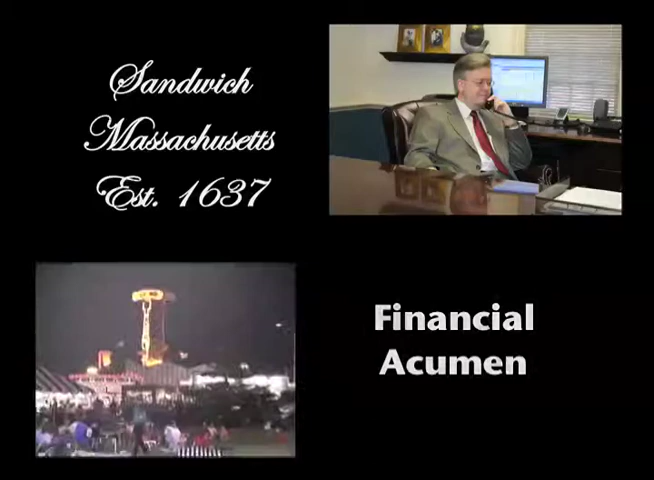 Sandwich
Massachusetts
Est. 1637
Financial
Acumen